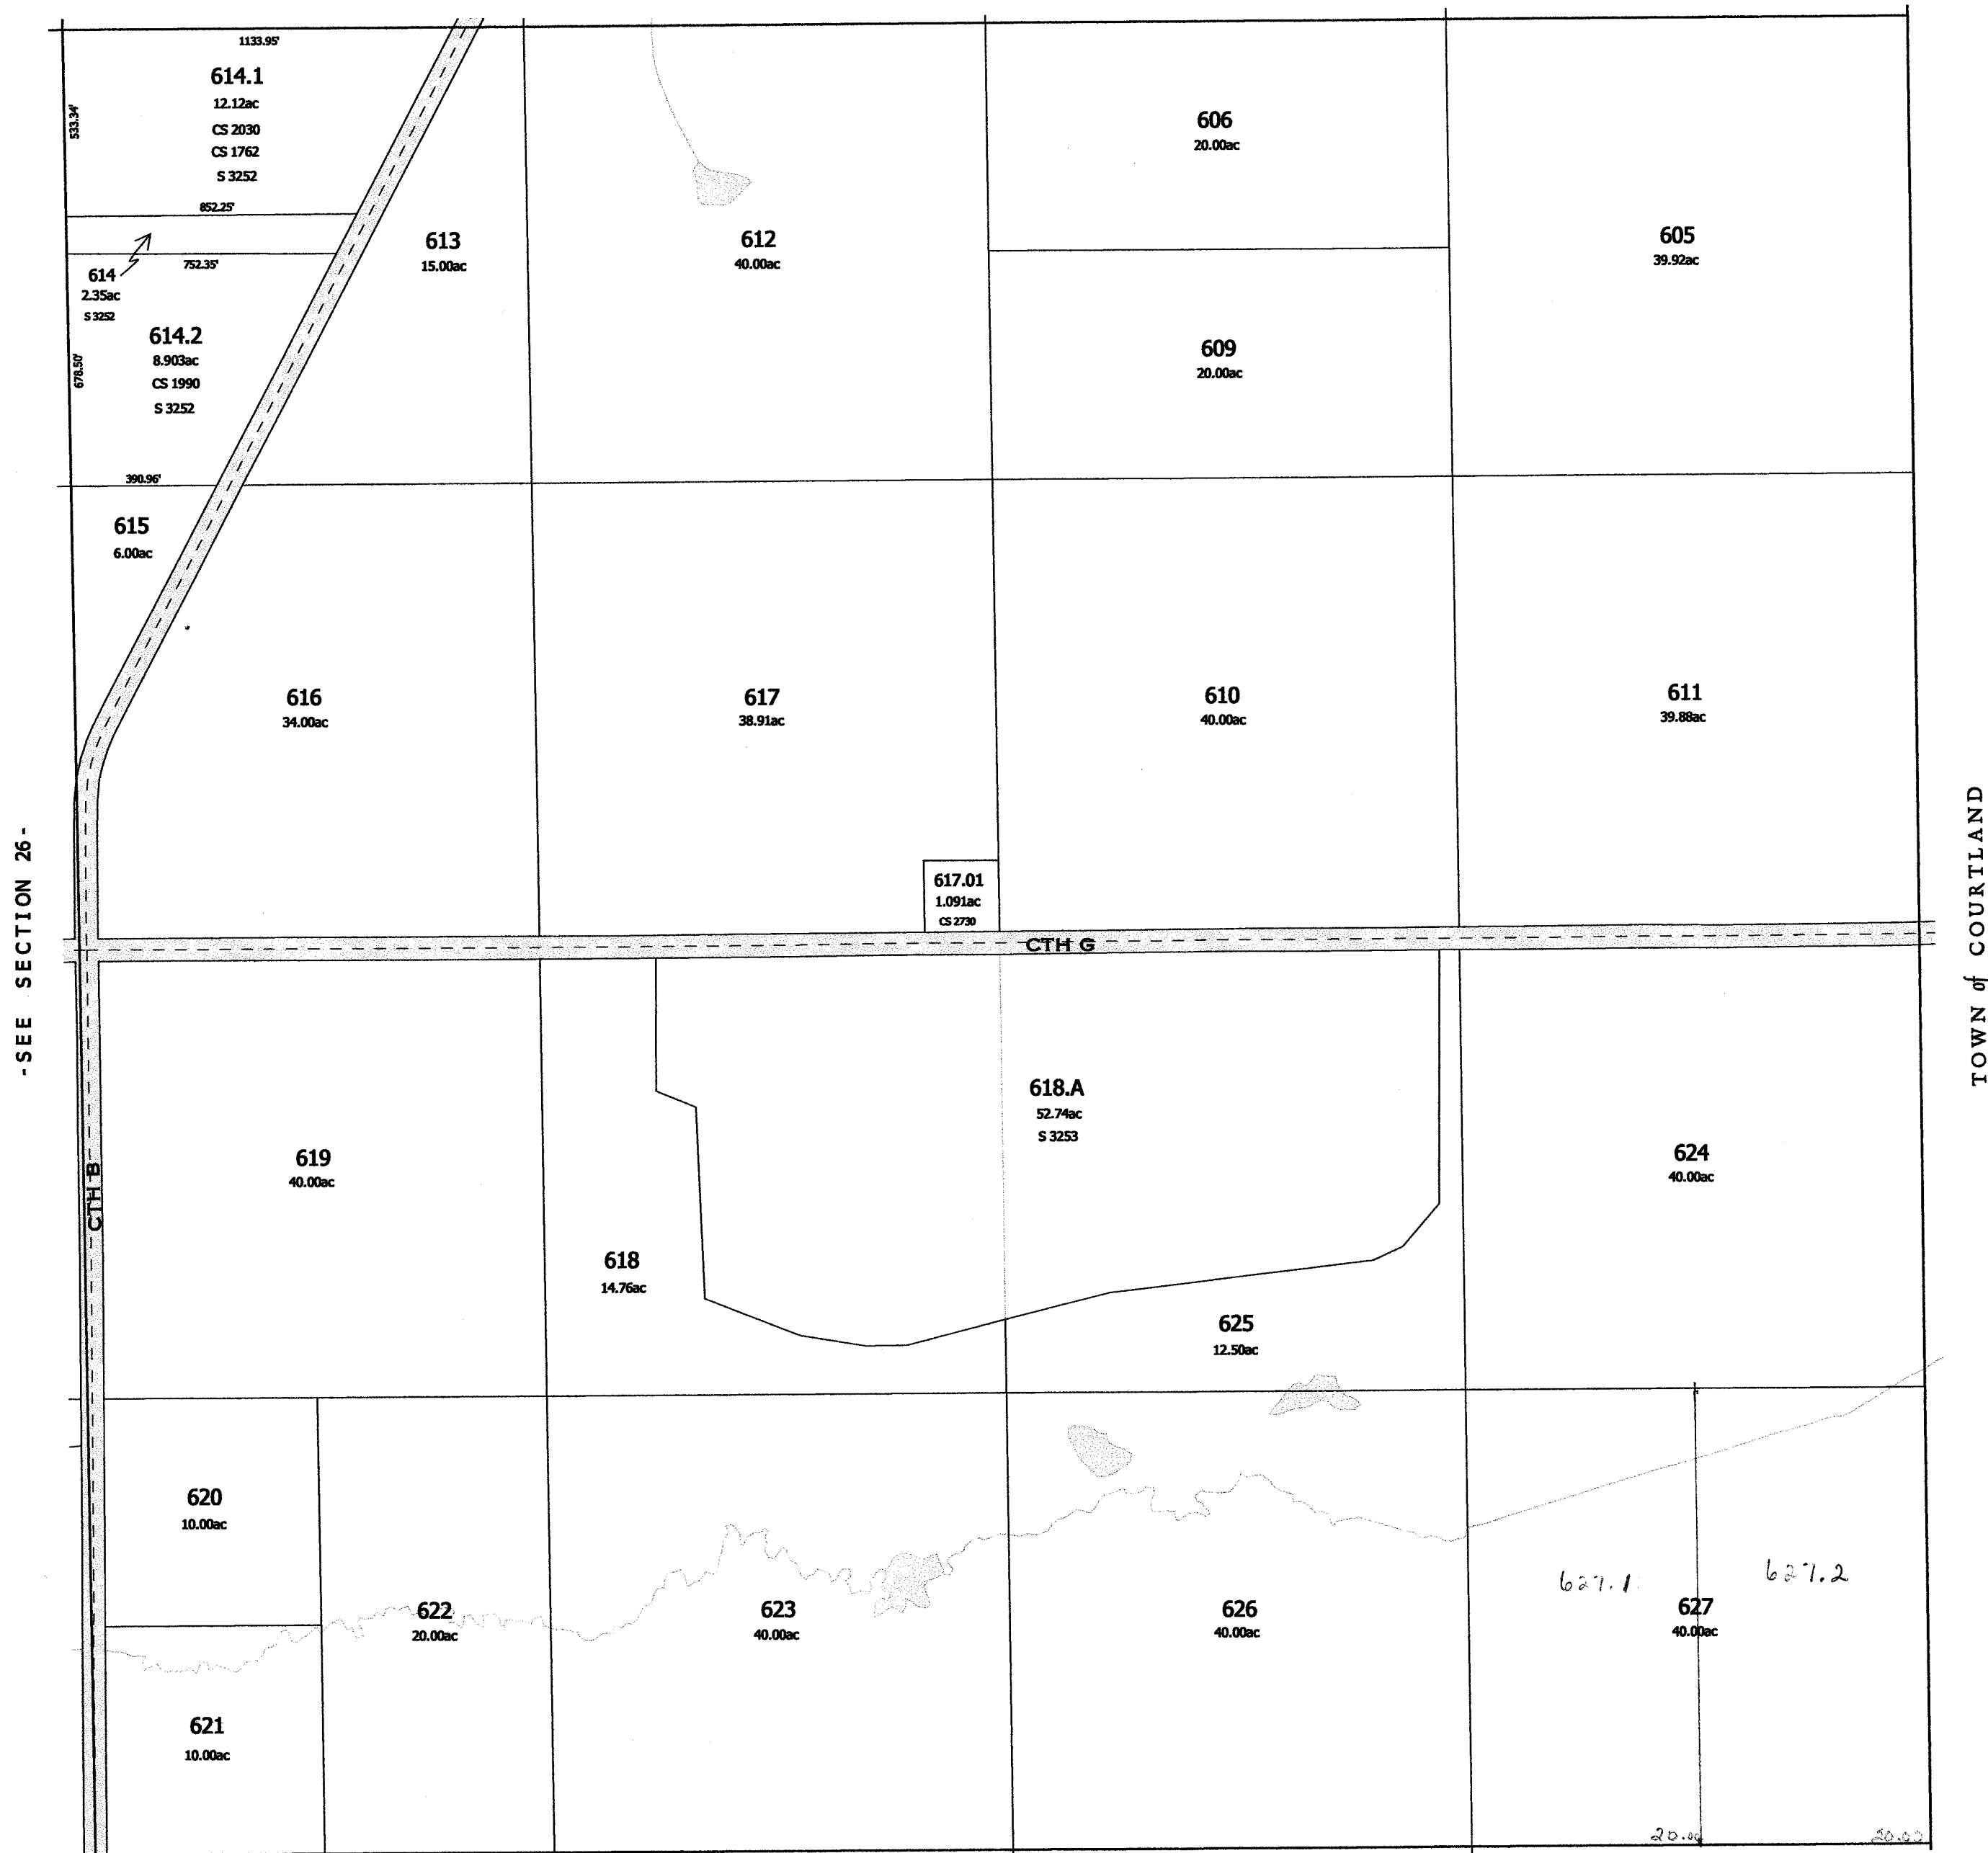 1133.95'
614.1
12.12ac
CS 2030
CS 1762
S 3252
533.34'
852.25'
614
2.35ac
S 3252
752.35'
614.2
8.903ac
CS 1990
S 3252
678.50'
390.96'
613
15.00ac
612
40.00ac
606
20.00ac
609
20.00ac
605
39.92ac
615
6.00ac
616
34.00ac
617
38.91ac
617.01
1.091ac
CS 2730
610
40.00ac
611
39.88ac
-SEE SECTION 26-
TOWN of COURTLAND
CTH G
CTH B
619
40.00ac
618
14.76ac
618.A
52.74ac
S 3253
625
12.50ac
624
40.00ac
620
10.00ac
621
10.00ac
622
20.00ac
623
40.00ac
626
40.00ac
627.1
627.2
627
40.00ac
20.00
20.00